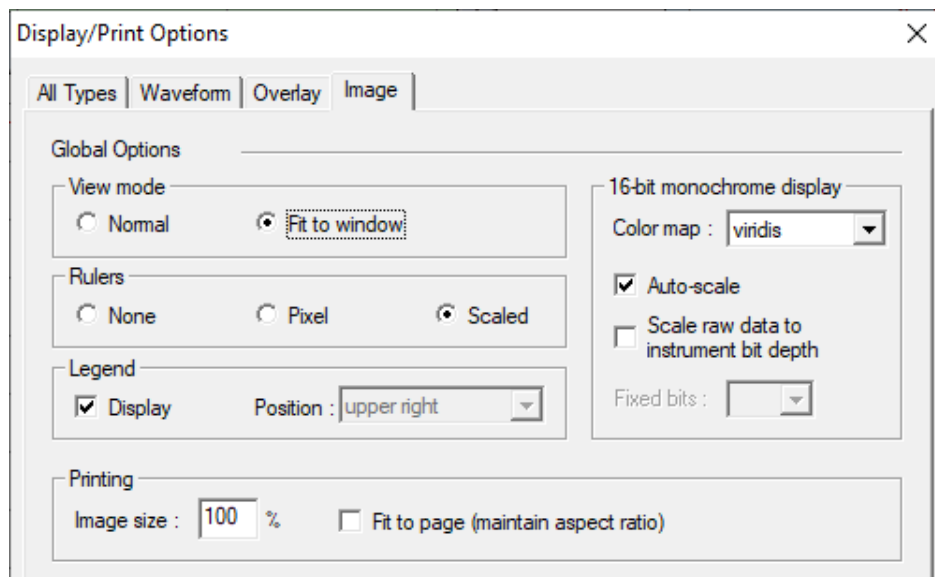 Display/Print Options
All Types Waveform Overlay Image
Global Options
View mode
Normal Fit to window
Rulers
None Pixel Scaled
Legend
Display Position : upper right
16-bit monochrome display
Color map : viridis
Auto-scale
Scale raw data to
instrument bit depth
Fixed bits :
Printing
Image size : 100 % Fit to page (maintain aspect ratio)